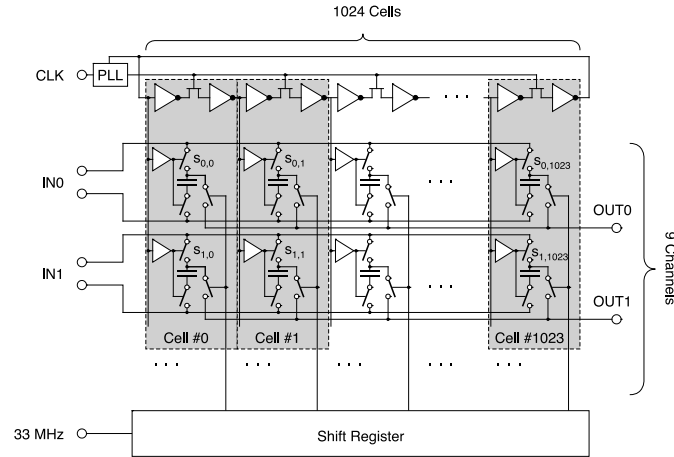 1024 Cells
CLK
PLL
. . .
S0,0
S0,1
S0,1023
IN0
. . .
OUT0
S1,0
S1,1
S1,1023
IN1
. . .
OUT1
9 Channels
Cell #0
Cell #1
Cell #1023
. . .
. . .
. . .
. . .
. . .
33 MHz
Shift Register